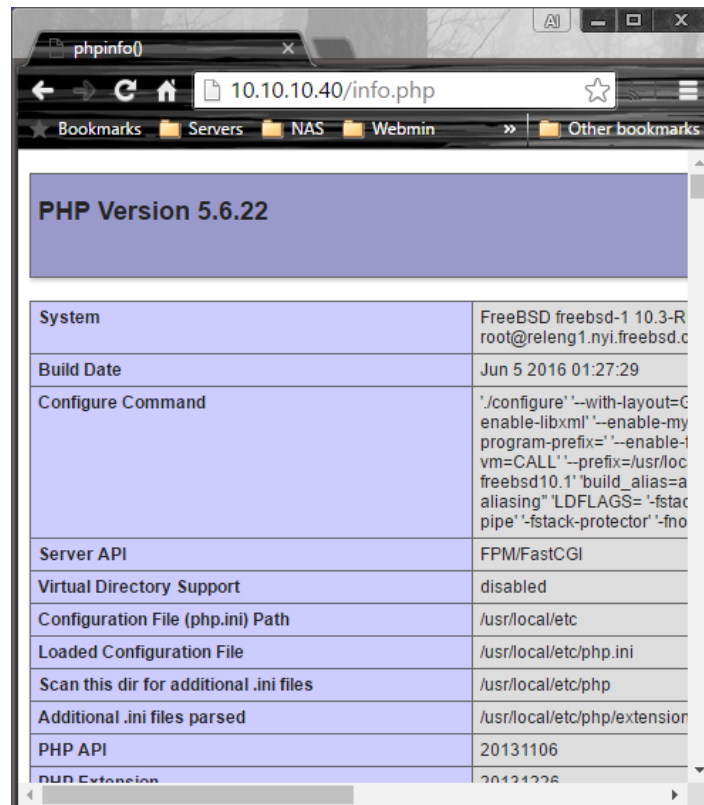 AI
phpinfo()
10.10.10.40/info.php
Bookmarks Servers NAS Webmin » Other bookmarks
PHP Version 5.6.22
System FreeBSD freebsd-1 10.3-R
root@releng1.nyi.freebsd.c
Build Date Jun 5 2016 01:27:29
Configure Command './configure' '--with-layout=G
enable-libxml' '--enable-my
program-prefix=' '--enable-f
vm=CALL' '--prefix=/usr/loc
freebsd10.1' 'build_alias=a
aliasing'' 'LDFLAGS= '-fstac
pipe' '-fstack-protector' '-fno
Server API FPM/FastCGI
Virtual Directory Support disabled
Configuration File (php.ini) Path /usr/local/etc
Loaded Configuration File /usr/local/etc/php.ini
Scan this dir for additional .ini files /usr/local/etc/php
Additional .ini files parsed /usr/local/etc/php/extension
PHP API 20131106
PHP Extension 20131226